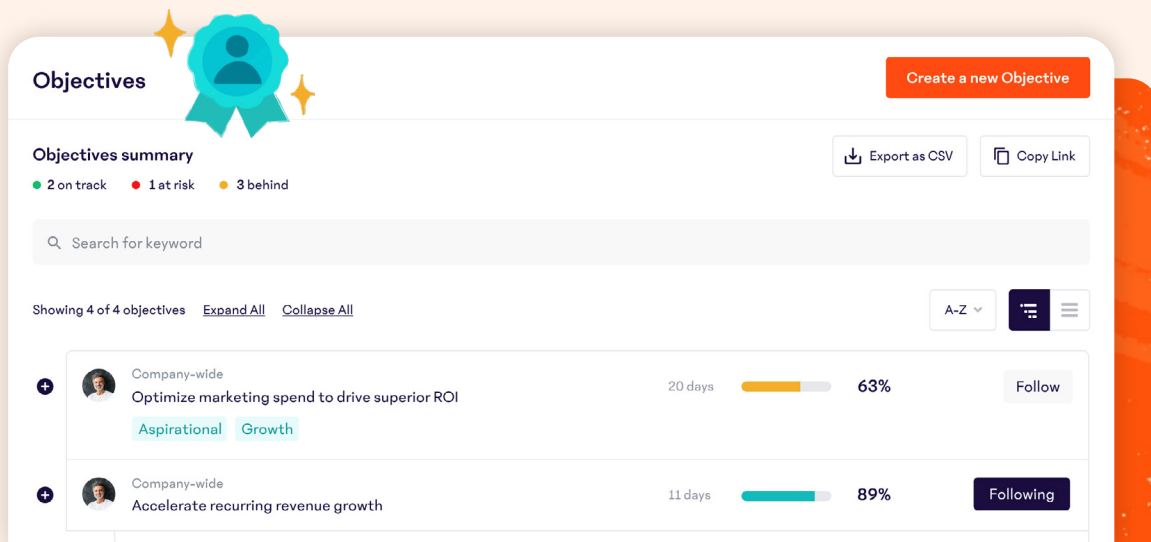 Objectives
Create a new Objective
Objectives summary
Export as CSV
Copy Link
2 on track 1 at risk 3 behind
Search for keyword
Showing 4 of 4 objectives Expand All Collapse All
A-Z
Company-wide
Optimize marketing spend to drive superior ROI
20 days
63%
Follow
Aspirational Growth
Company-wide
Accelerate recurring revenue growth
11 days
89%
Following